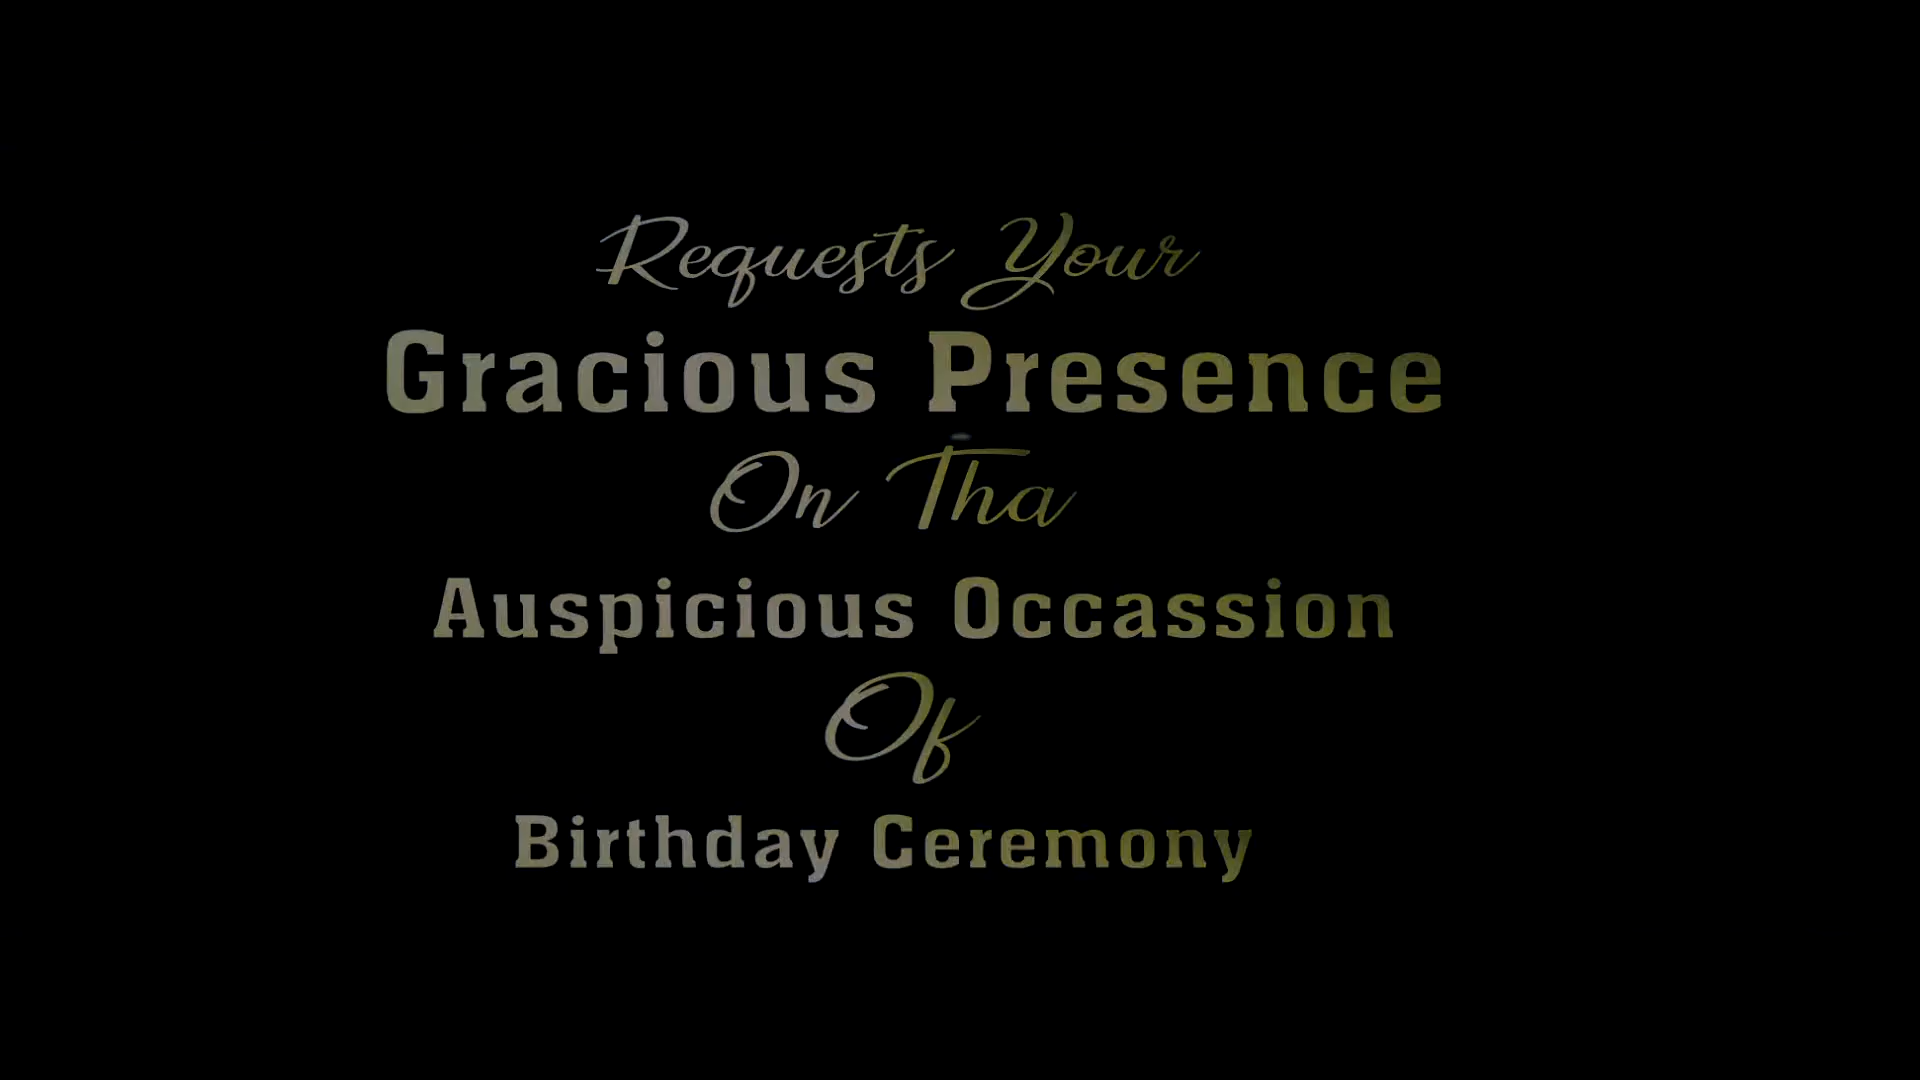 Requests Your
Gracious Presence
On Tha
Auspicious Occassion
Of
Birthday Ceremony